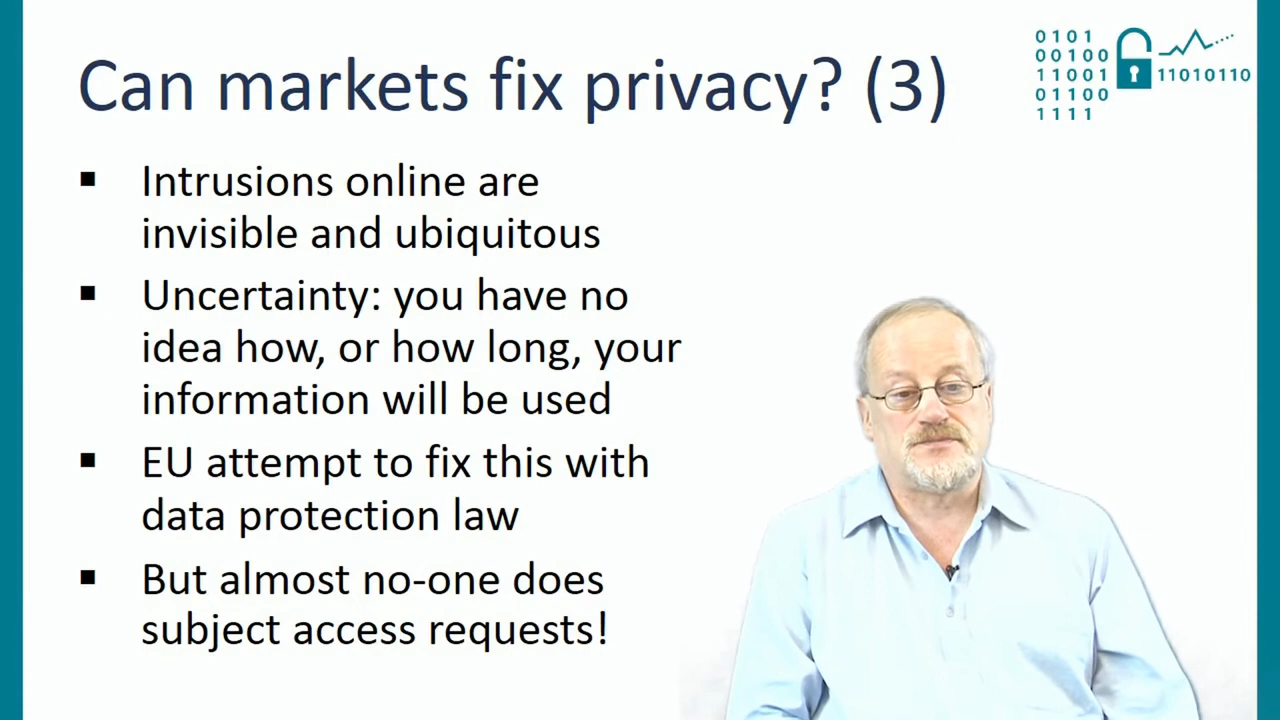 Can markets fix privacy? (3)
0101
00100
11001
01100
1111
11010110
▪ Intrusions online are
invisible and ubiquitous
▪ Uncertainty: you have no
idea how, or how long, your
information will be used
▪ EU attempt to fix this with
data protection law
▪ But almost no-one does
subject access requests!